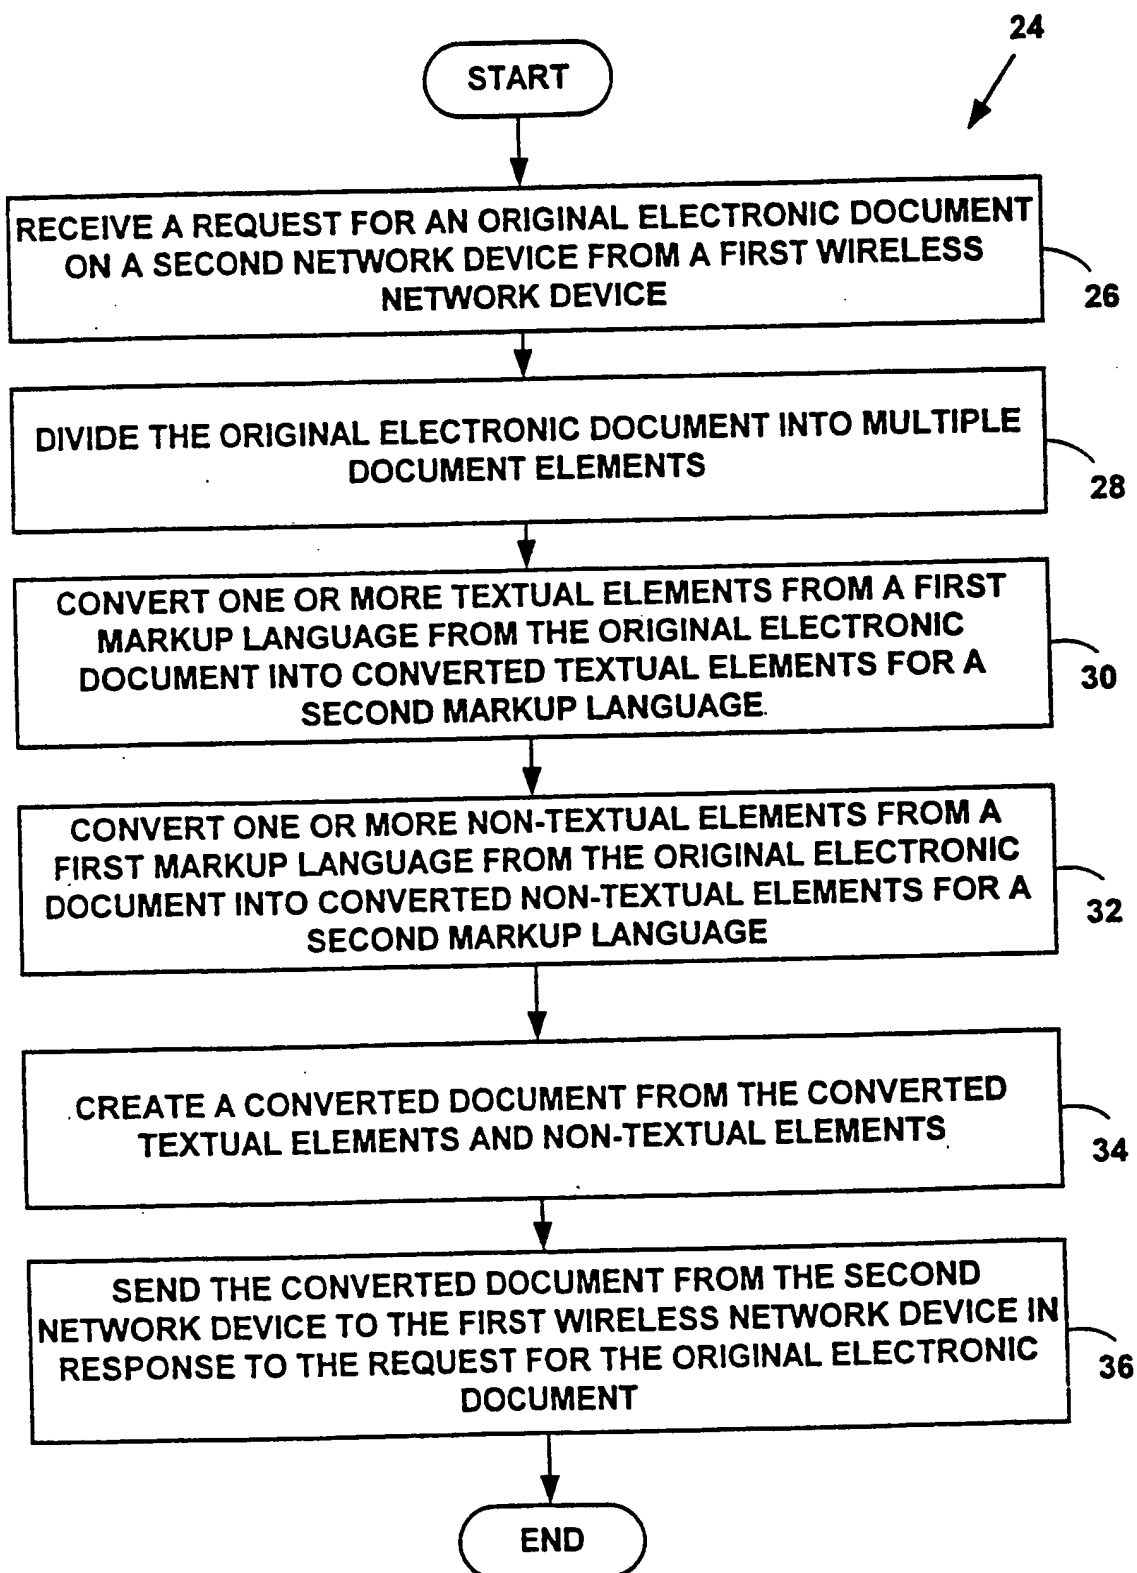 24
START
RECEIVE A REQUEST FOR AN ORIGINAL ELECTRONIC DOCUMENT
ON A SECOND NETWORK DEVICE FROM A FIRST WIRELESS
NETWORK DEVICE
26
DIVIDE THE ORIGINAL ELECTRONIC DOCUMENT INTO MULTIPLE
DOCUMENT ELEMENTS
28
CONVERT ONE OR MORE TEXTUAL ELEMENTS FROM A FIRST
MARKUP LANGUAGE FROM THE ORIGINAL ELECTRONIC
DOCUMENT INTO CONVERTED TEXTUAL ELEMENTS FOR A
SECOND MARKUP LANGUAGE
30
CONVERT ONE OR MORE NON-TEXTUAL ELEMENTS FROM A
FIRST MARKUP LANGUAGE FROM THE ORIGINAL ELECTRONIC
DOCUMENT INTO CONVERTED NON-TEXTUAL ELEMENTS FOR A
SECOND MARKUP LANGUAGE
32
CREATE A CONVERTED DOCUMENT FROM THE CONVERTED
TEXTUAL ELEMENTS AND NON-TEXTUAL ELEMENTS
34
SEND THE CONVERTED DOCUMENT FROM THE SECOND
NETWORK DEVICE TO THE FIRST WIRELESS NETWORK DEVICE IN
RESPONSE TO THE REQUEST FOR THE ORIGINAL ELECTRONIC
DOCUMENT
36
END